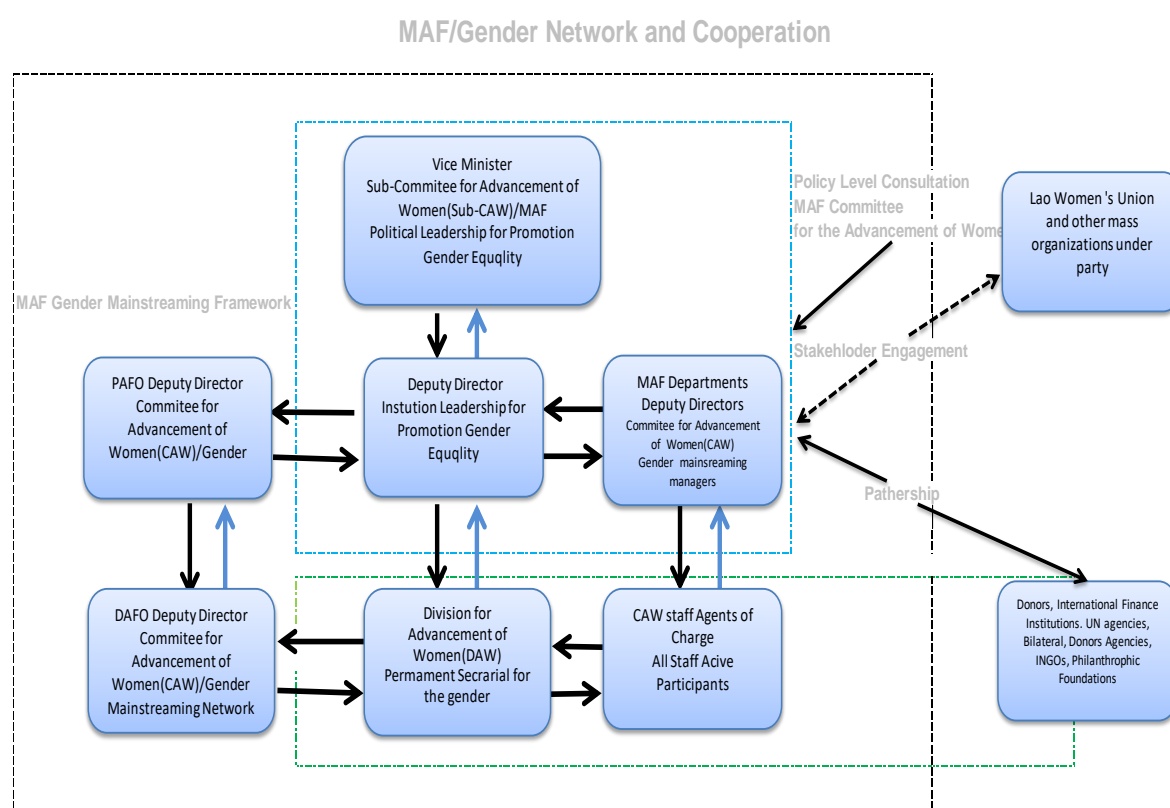 MAF/Gender Network and Cooperation
Vice Minister
Sub-Commitee for Advancement of
Women(Sub-CAW)/MAF
Political Leadership for Promotion
Gender Equqlity
Policy Level Consultation
MAF Committee
for the Advancement of Wome
Lao Women 's Union
and other mass
organizations under
party
MAF Gender Mainstreaming Framework
Stakehloder Engagement
PAFO Deputy Director
Commitee for
Advancement of
Women(CAW)/Gender
Deputy Director
Instution Leadership for
Promotion Gender
Equqlity
MAF Departments
Deputy Directors
Commitee for Advancement
of Women(CAW)
Gender mainsreaming
managers
Pathership
DAFO Deputy Director
Commitee for
Advancement of
Women(CAW)/Gender
Mainstreaming Network
Division for
Advancement of
Women(DAW)
Permament Secrarial for
the gender
CAW staff Agents of
Charge
All Staff Acive
Participants
Donors, International Finance
Institutions. UN agencies,
Bilateral, Donors Agencies,
INGOs, Philanthrophic
Foundations